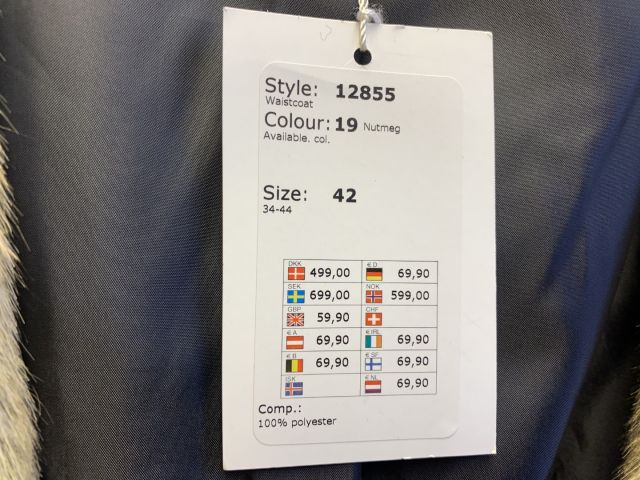 Style: 12855
Waistcoat
Colour: 19 Nutmeg
Available. col.
Size: 42
34-44
DKK 499,00 € D 69,90
SEK 699,00 NOK 599,00
GBP 59,90 CHF
€ A 69,90 € IRL 69,90
€ B 69,90 € SF 69,90
ISK € NL 69,90
Comp.:
100% polyester